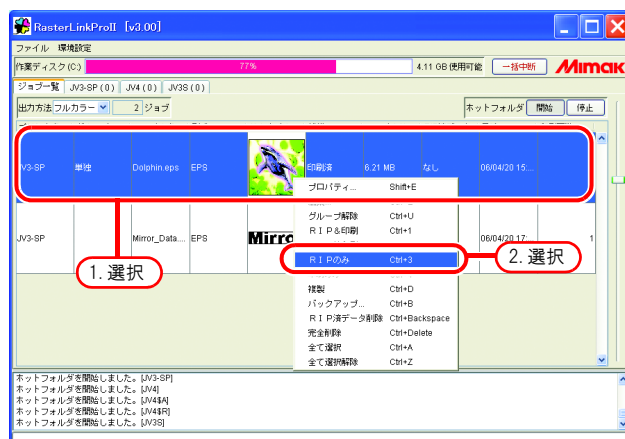 RasterLinkProII [v3.00]
ファイル 環境設定
作業ディスク(C:) 77% 4.11 GB 使用可能 一括中断 Mimaki
ジョブ一覧 JV3-SP ( 0 ) JV4 ( 0 ) JV3S ( 0 )
出力方法 フルカラー 2 ジョブ ホットフォルダ 開始 停止
JV3-SP 単独 Dolphin.eps EPS 印刷済 6.21 MB なし 06/04/20 15:...
プロパティ... Shift+E
グループ解除 Ctrl+U
ＲＩＰ&印刷 Ctrl+1
JV3-SP Mirror_Data.... EPS Mirro 06/04/20 17:... 1
ＲＩＰのみ Ctrl+3
1. 選択
2. 選択
複製 Ctrl+D
バックアップ... Ctrl+B
ＲＩＰ済データ削除 Ctrl+Backspace
完全削除 Ctrl+Delete
全て選択 Ctrl+A
全て選択解除 Ctrl+Z
ホットフォルダを開始しました。[JV3-SP]
ホットフォルダを開始しました。[JV4]
ホットフォルダを開始しました。[JV4$A]
ホットフォルダを開始しました。[JV4$R]
ホットフォルダを開始しました。[JV3S]